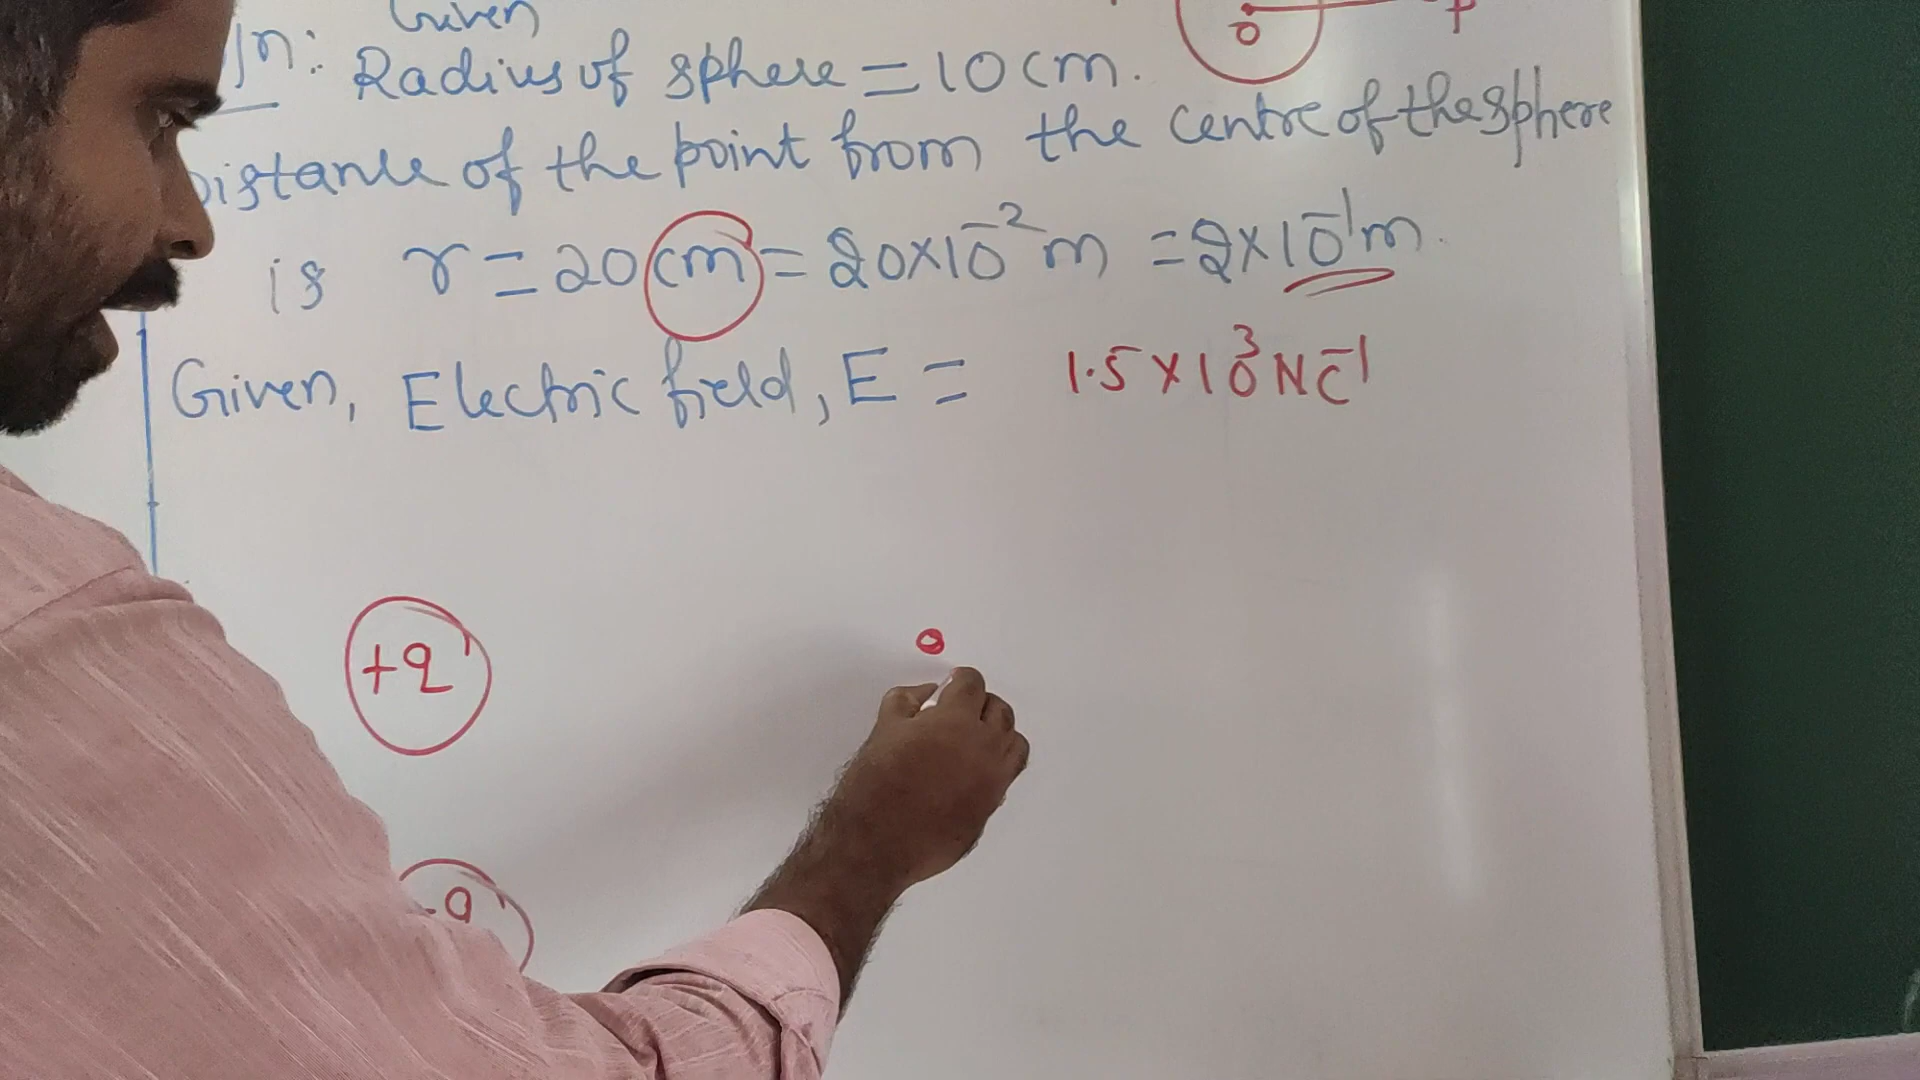 Given
ln: Radius of sphere = 10 cm.
O P
Distance of the point from the centre of the sphere
is r = 20 cm = 20×10⁻² m = 2×10⁻¹ m.
Given, Electric field, E = 1.5×10³ NC⁻¹
+q
-q